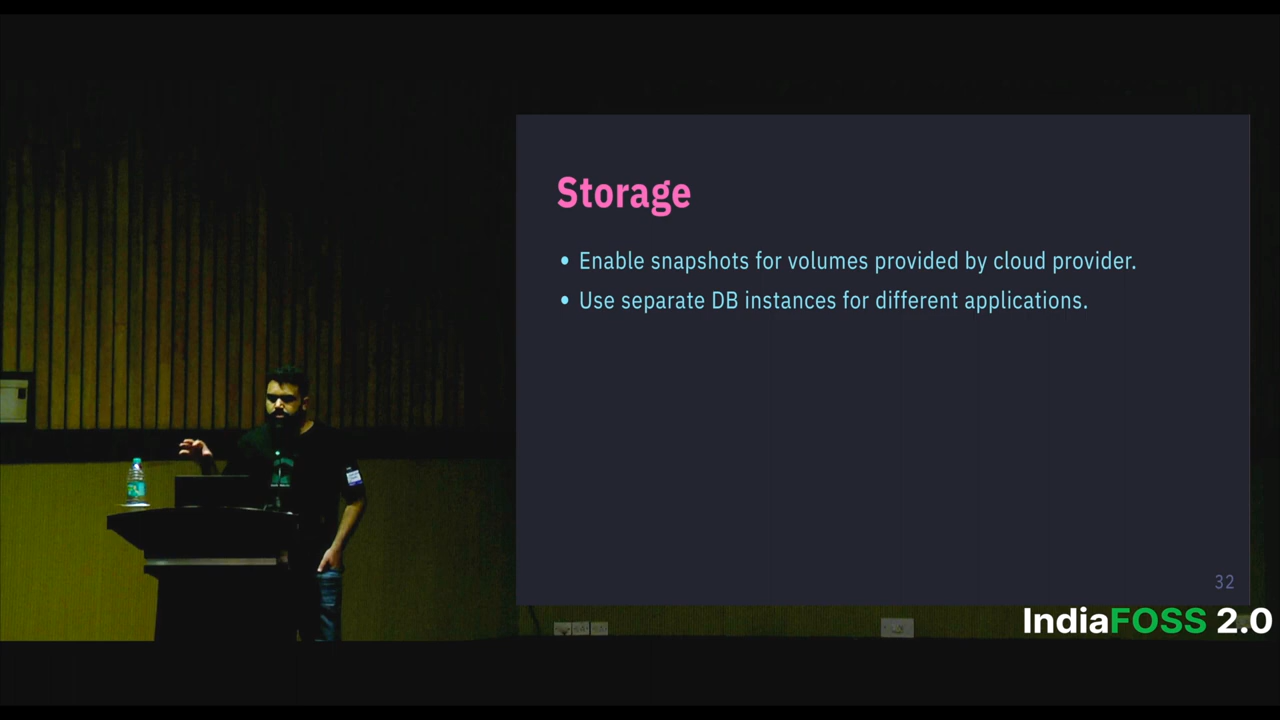 Storage
• Enable snapshots for volumes provided by cloud provider.
• Use separate DB instances for different applications.
32
IndiaFOSS 2.0